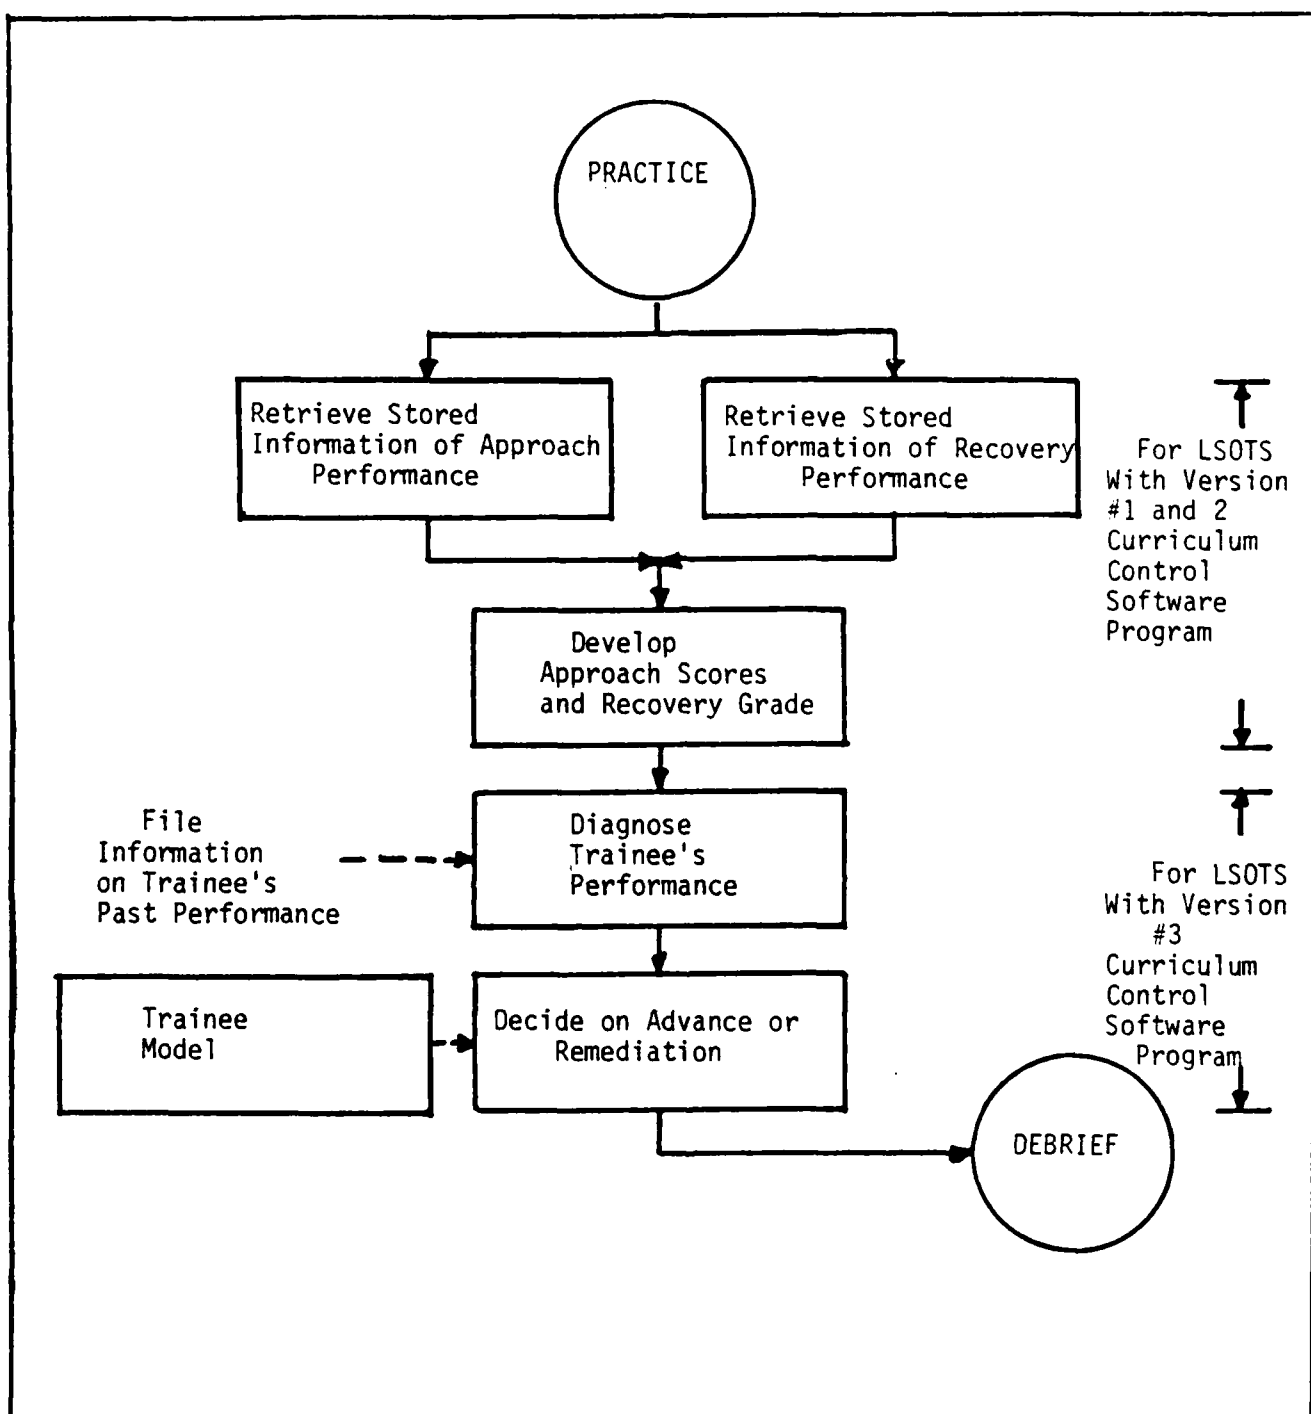 PRACTICE
Retrieve Stored
Information of Approach
Performance
Retrieve Stored
Information of Recovery
Performance
For LSOTS
With Version
#1 and 2
Curriculum
Control
Software
Program
Develop
Approach Scores
and Recovery Grade
File
Information
on Trainee's
Past Performance
Diagnose
Trainee's
Performance
For LSOTS
With Version
#3
Curriculum
Control
Software
Program
Trainee
Model
Decide on Advance or
Remediation
DEBRIEF